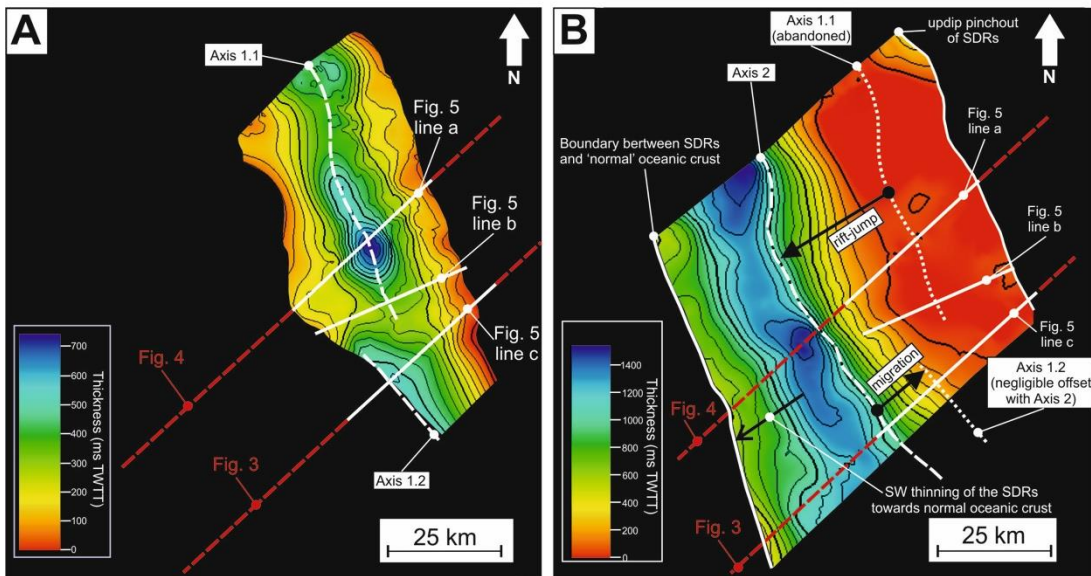 A
Axis 1.1
N
Fig. 5
line a
Fig. 5
line b
Fig. 5
line c
Fig. 4
Fig. 3
Axis 1.2
Thickness (ms TWTT)
700
600
500
400
300
200
100
0
25 km
B
Axis 1.1
(abandoned)
updip pinchout
of SDRs
N
Axis 2
Fig. 5
line a
Boundary bertween SDRs
and 'normal' oceanic crust
rift-jump
Fig. 5
line b
Fig. 5
line c
migration
Axis 1.2
(negligible offset
with Axis 2)
Thickness (ms TWTT)
1400
1200
1000
800
600
400
200
0
Fig. 4
Fig. 3
SW thinning of the SDRs
towards normal oceanic crust
25 km